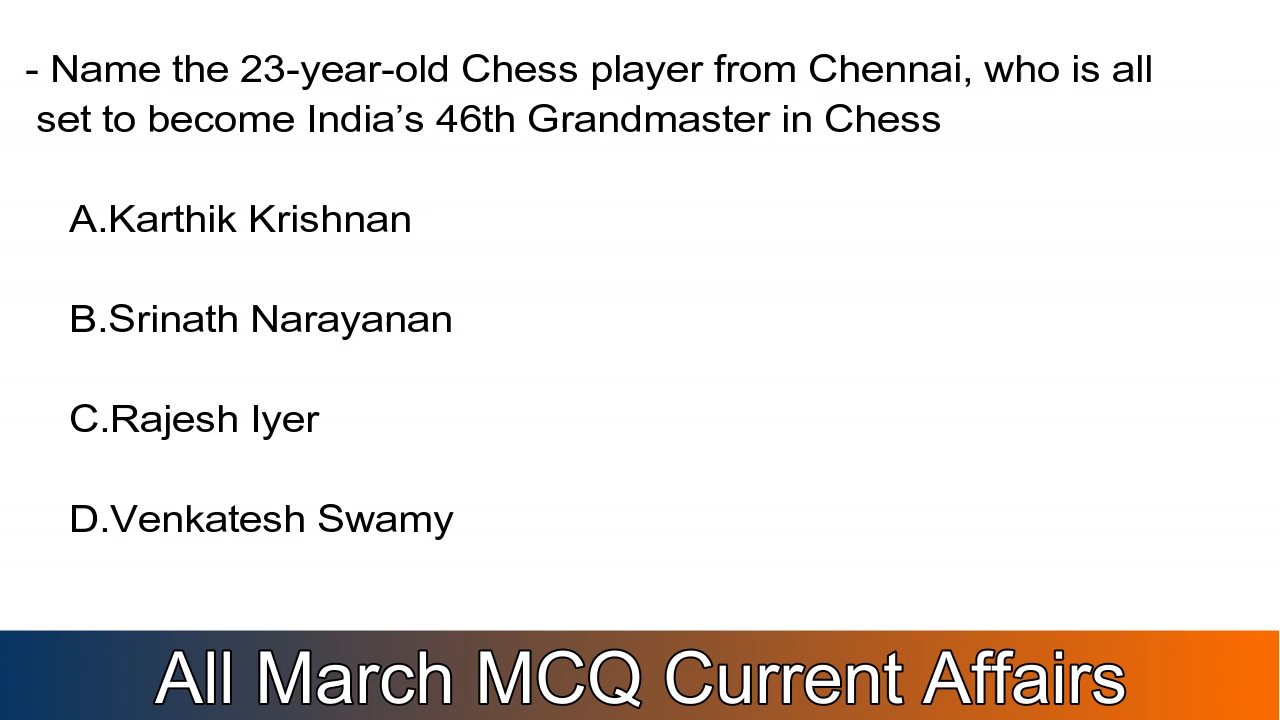 - Name the 23-year-old Chess player from Chennai, who is all
set to become India’s 46th Grandmaster in Chess
A.Karthik Krishnan
B.Srinath Narayanan
C.Rajesh Iyer
D.Venkatesh Swamy
All March MCQ Current Affairs